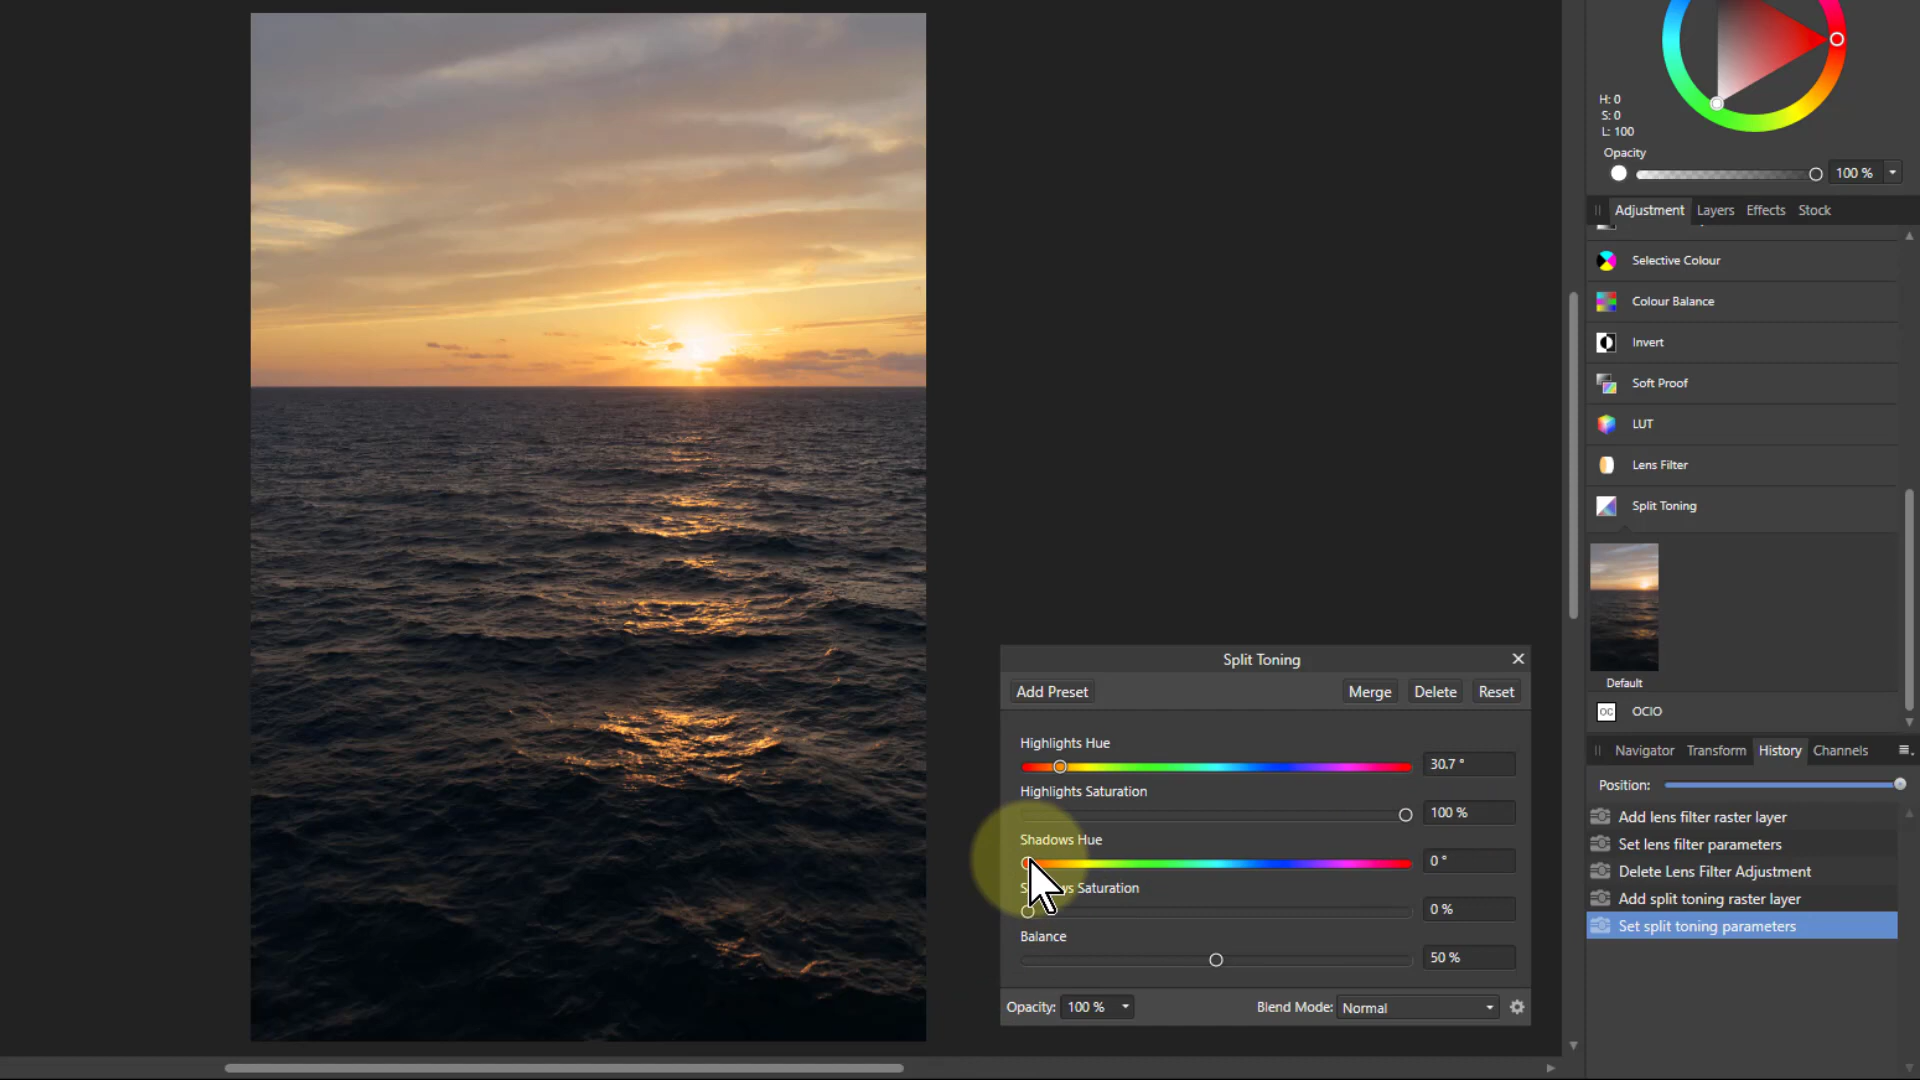 H: 0
S: 0
L: 100
Opacity
100 %
Adjustment Layers Effects Stock
Selective Colour
Colour Balance
Invert
Soft Proof
LUT
Lens Filter
Split Toning
Default
OC OCIO
Split Toning
Add Preset Merge Delete Reset
Highlights Hue
30.7 °
Highlights Saturation
100 %
Shadows Hue
0 °
Saturation
0 %
Balance
50 %
Opacity: 100 % Blend Mode: Normal
Navigator Transform History Channels
Position:
Add lens filter raster layer
Set lens filter parameters
Delete Lens Filter Adjustment
Add split toning raster layer
Set split toning parameters